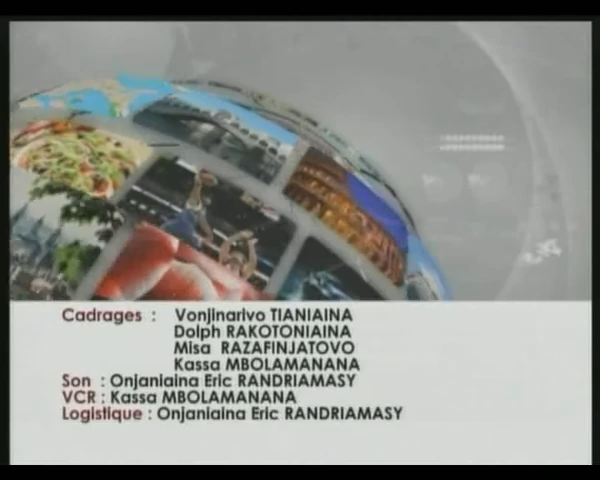 Cadrages : Vonjinarivo TIANIAINA
Dolph RAKOTONIAINA
Misa RAZAFINJATOVO
Kassa MBOLAMANANA
Son : Onjaniaina Eric RANDRIAMASY
VCR : Kassa MBOLAMANANA
Logistique : Onjaniaina Eric RANDRIAMASY